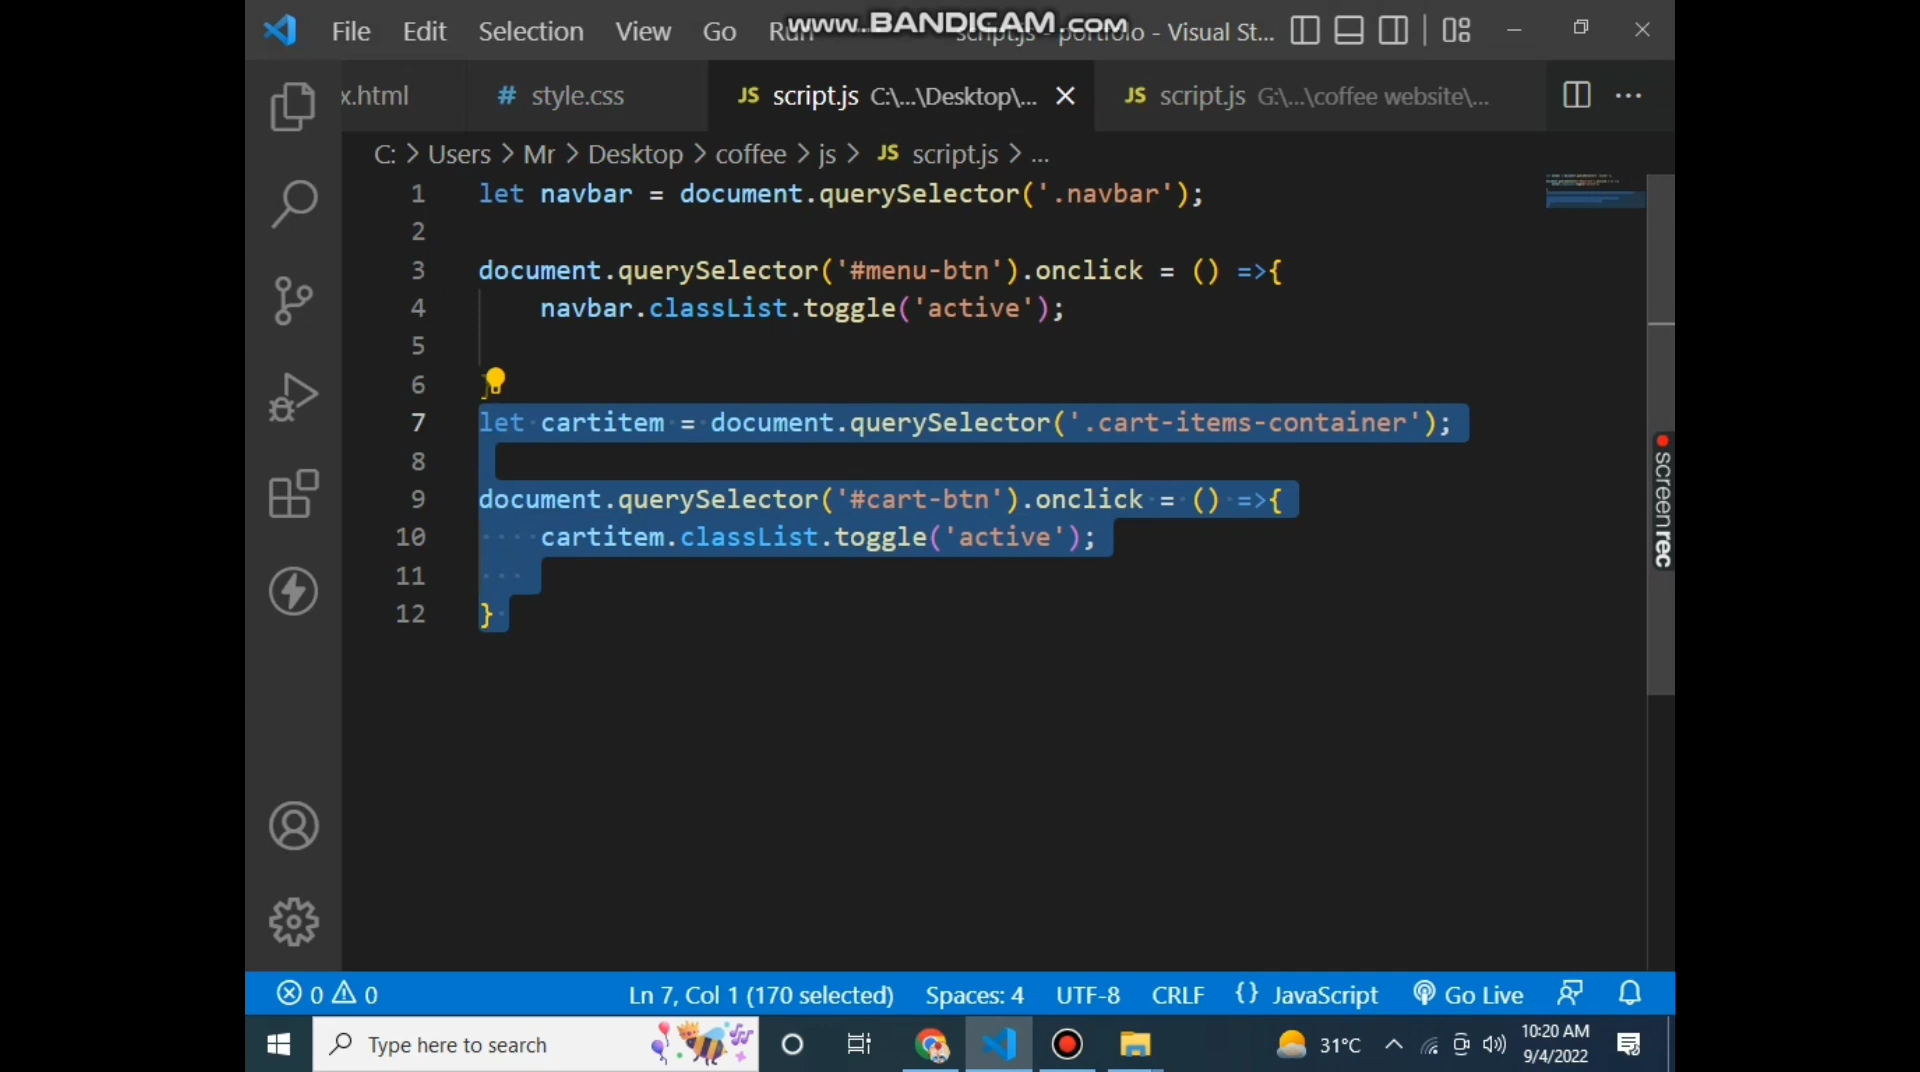 File Edit Selection View Go Run script.js - portfolo - Visual St...
www.BANDICAM.com
x.html # style.css JS script.js C:\...\Desktop\... JS script.js G:\...\coffee website\...
C: > Users > Mr > Desktop > coffee > js > JS script.js > ...
1 let navbar = document.querySelector('.navbar');
2
3 document.querySelector('#menu-btn').onclick = () =>{
4 navbar.classList.toggle('active');
5
6 }
7 let cartitem = document.querySelector('.cart-items-container');
8
9 document.querySelector('#cart-btn').onclick = () =>{
10 cartitem.classList.toggle('active');
11
12 }
screenrec
0 0 Ln 7, Col 1 (170 selected) Spaces: 4 UTF-8 CRLF {} JavaScript Go Live
Type here to search 31°C 10:20 AM
9/4/2022